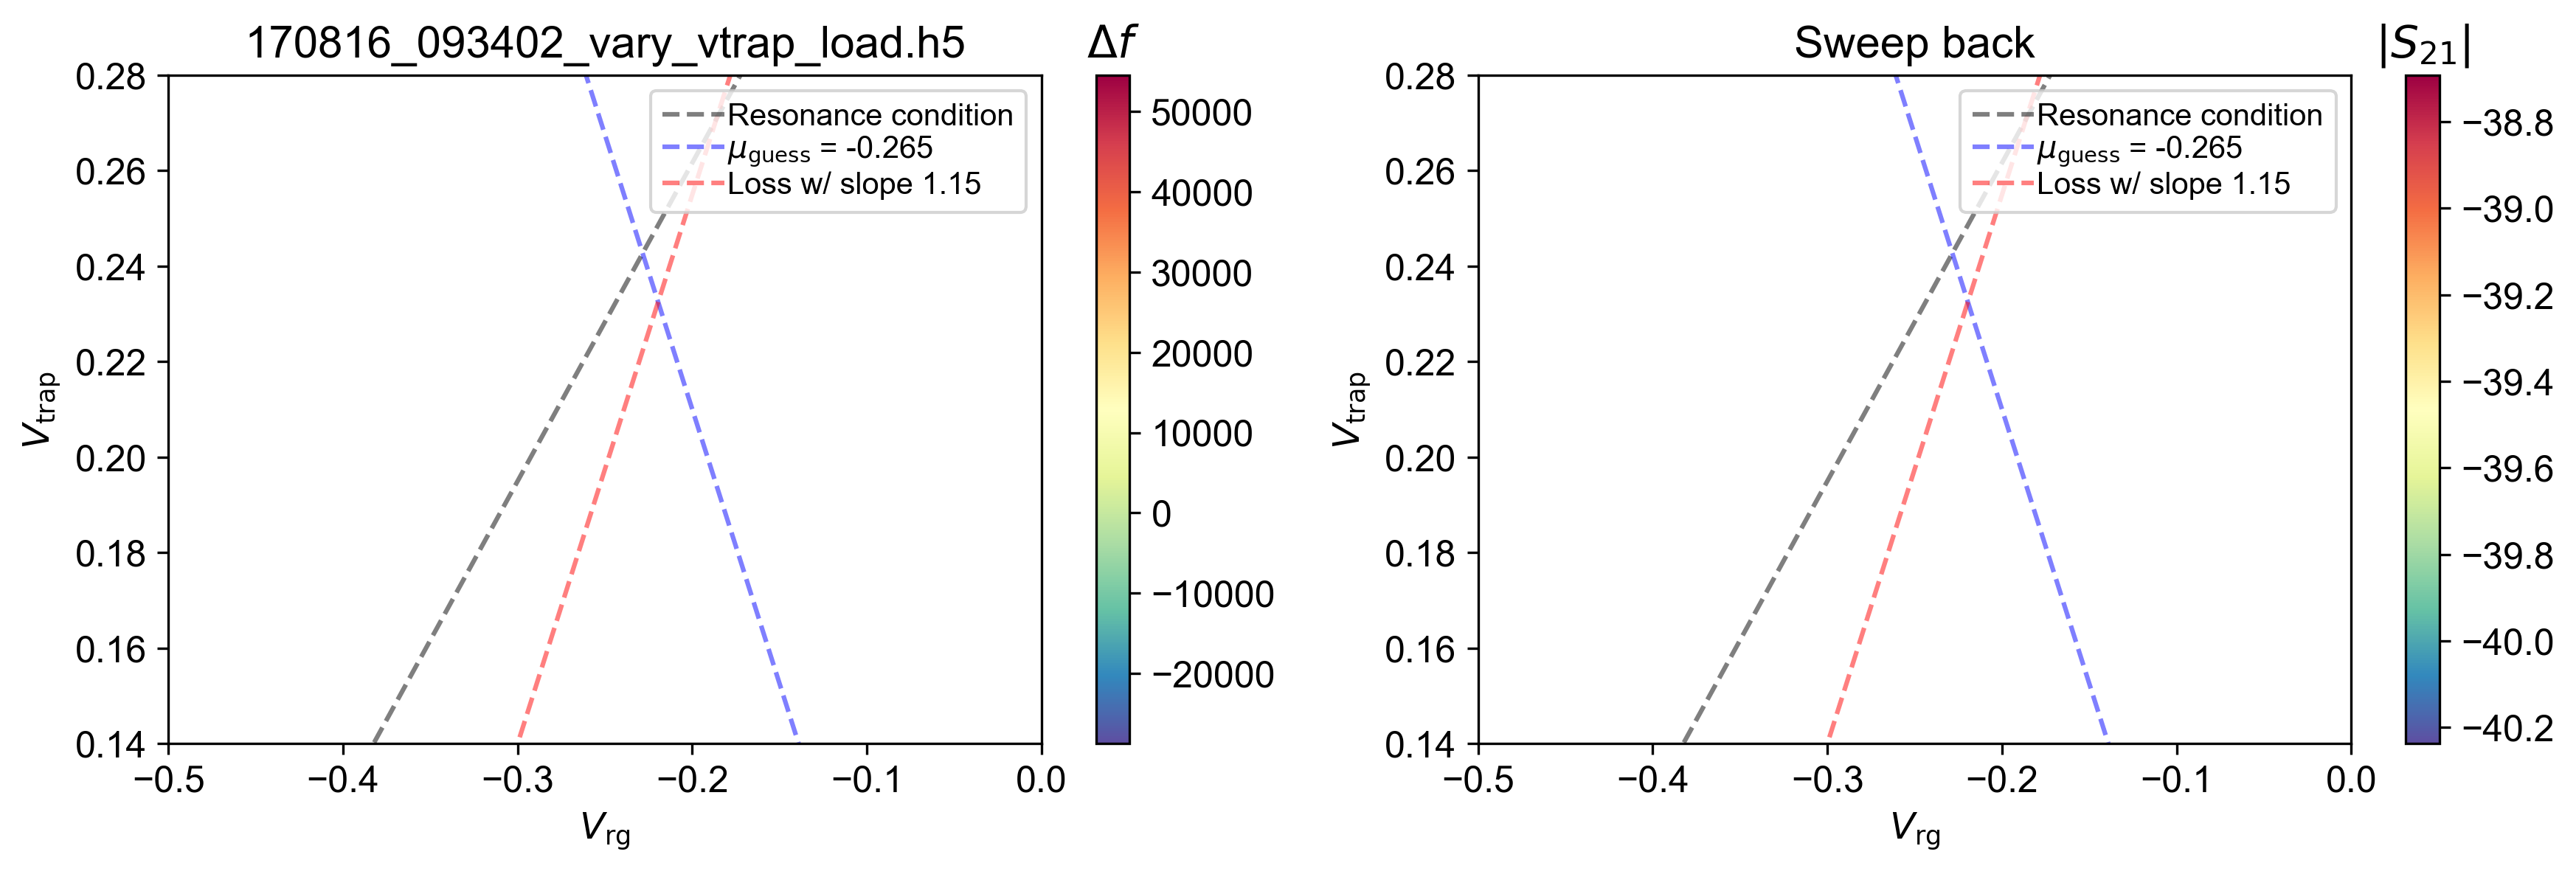 170816_093402_vary_vtrap_load.h5
Δf
0.28
0.26
0.24
0.22
0.20
0.18
0.16
0.14
V_trap
Resonance condition
μ_guess = -0.265
Loss w/ slope 1.15
−0.5 −0.4 −0.3 −0.2 −0.1 0.0
V_rg
50000
40000
30000
20000
10000
0
−10000
−20000
Sweep back
|S_21|
0.28
0.26
0.24
0.22
0.20
0.18
0.16
0.14
V_trap
Resonance condition
μ_guess = -0.265
Loss w/ slope 1.15
−0.5 −0.4 −0.3 −0.2 −0.1 0.0
V_rg
−38.8
−39.0
−39.2
−39.4
−39.6
−39.8
−40.0
−40.2